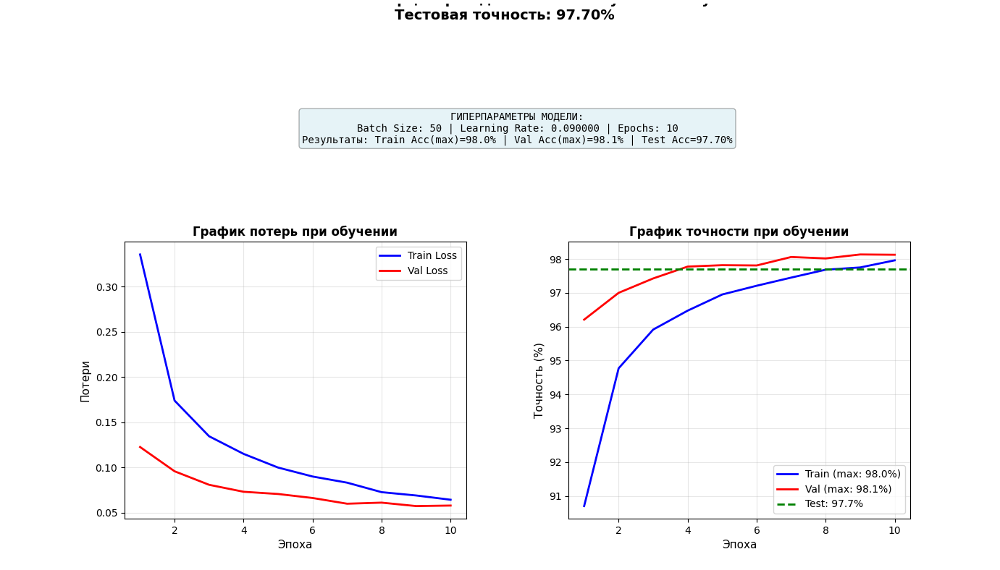 Тестовая точность: 97.70%
ГИПЕРПАРАМЕТРЫ МОДЕЛИ:
Batch Size: 50 | Learning Rate: 0.090000 | Epochs: 10
Результаты: Train Acc(max)=98.0% | Val Acc(max)=98.1% | Test Acc=97.70%
График потерь при обучении
Train Loss
Val Loss
0.30
0.25
0.20
0.15
0.10
0.05
Потери
2 4 6 8 10
Эпоха
График точности при обучении
98
97
96
95
94
93
92
91
Точность (%)
Train (max: 98.0%)
Val (max: 98.1%)
Test: 97.7%
2 4 6 8 10
Эпоха